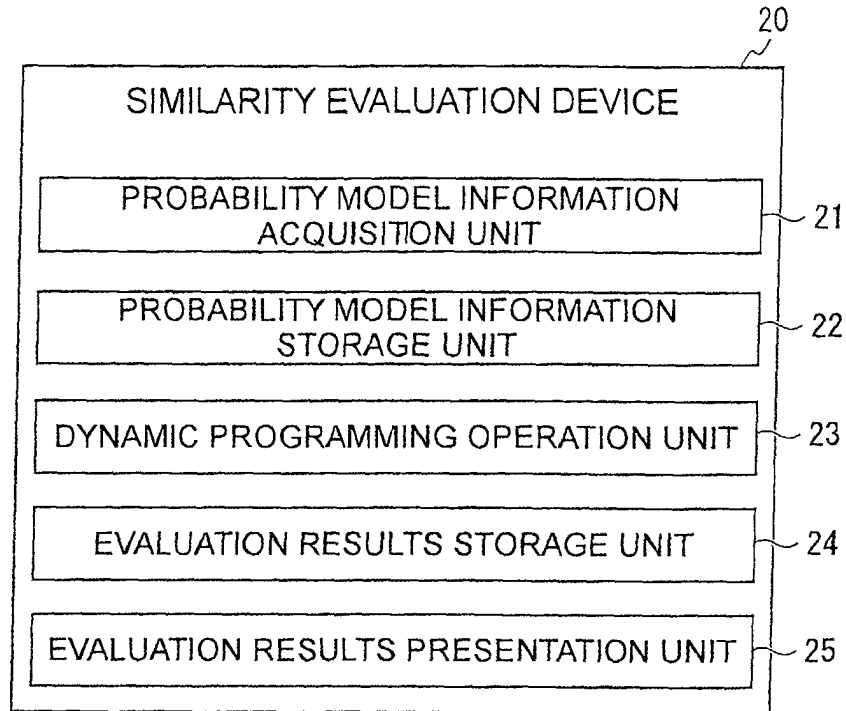 20
SIMILARITY EVALUATION DEVICE
PROBABILITY MODEL INFORMATION
ACQUISITION UNIT
21
PROBABILITY MODEL INFORMATION
STORAGE UNIT
22
DYNAMIC PROGRAMMING OPERATION UNIT
23
EVALUATION RESULTS STORAGE UNIT
24
EVALUATION RESULTS PRESENTATION UNIT
25